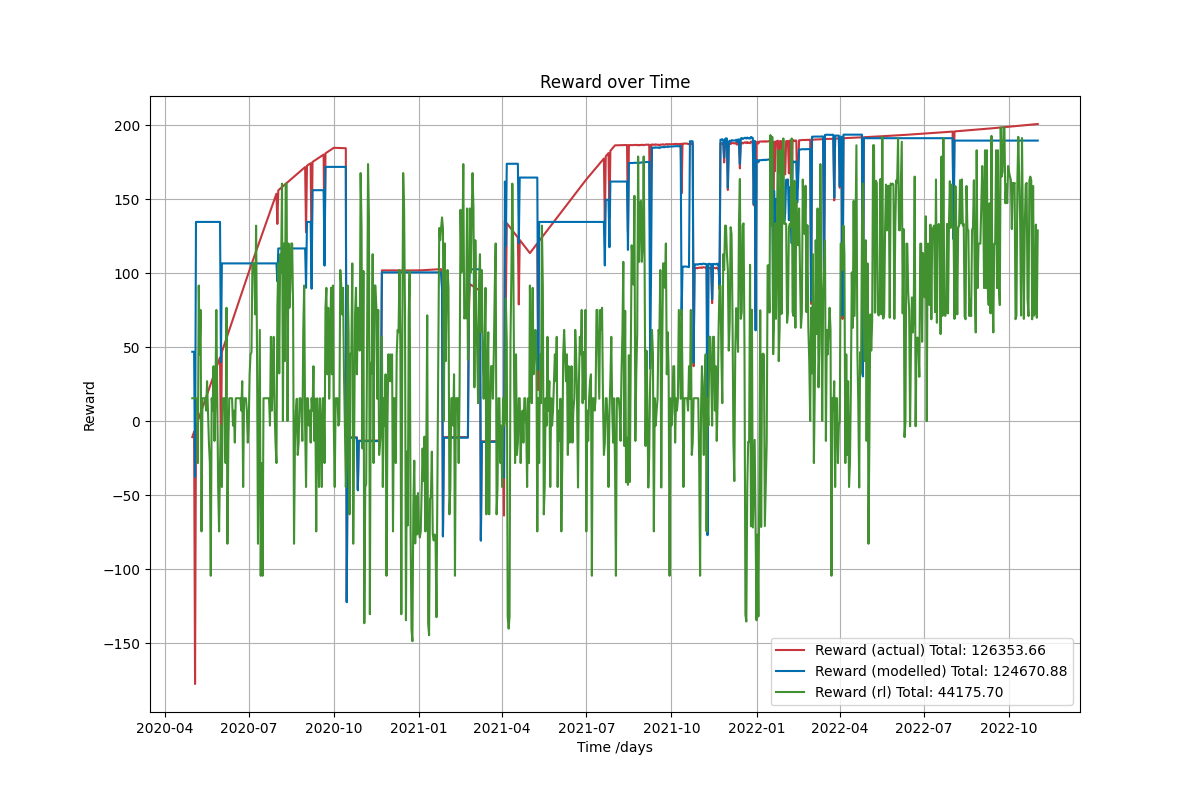 Reward over Time
Reward
200
150
100
50
0
−50
−100
−150
2020-04 2020-07 2020-10 2021-01 2021-04 2021-07 2021-10 2022-01 2022-04 2022-07 2022-10
Time /days
Reward (actual) Total: 126353.66
Reward (modelled) Total: 124670.88
Reward (rl) Total: 44175.70